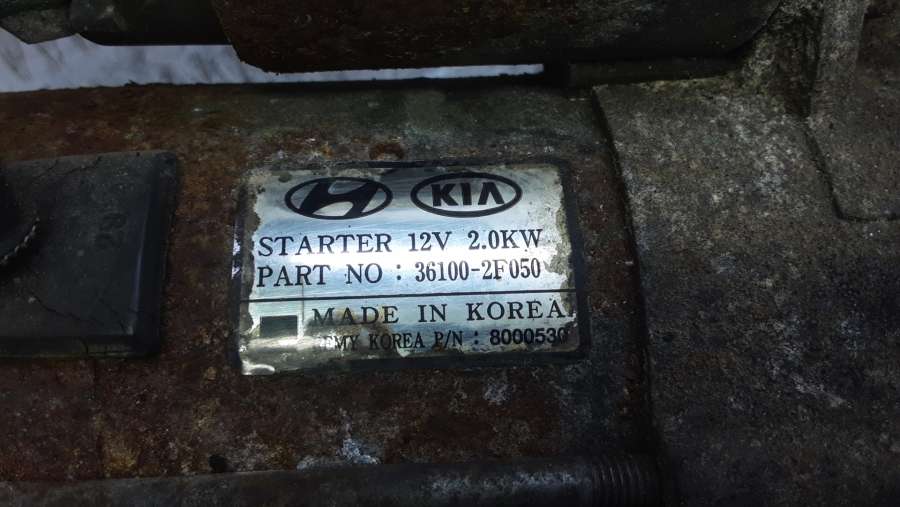 KIA
STARTER 12V 2.0KW
PART NO : 36100-2F050
MADE IN KOREA
KOREA P/N : 8000530